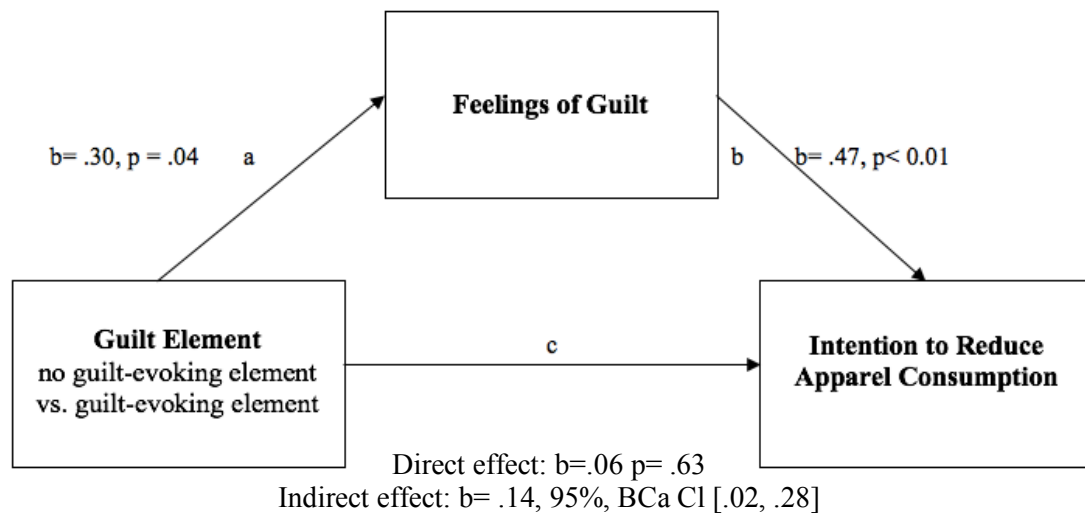 Feelings of Guilt
b= .30, p = .04
a
b
b= .47, p< 0.01
Guilt Element
no guilt-evoking element
vs. guilt-evoking element
c
Intention to Reduce
Apparel Consumption
Direct effect: b=.06 p= .63
Indirect effect: b= .14, 95%, BCa Cl [.02, .28]